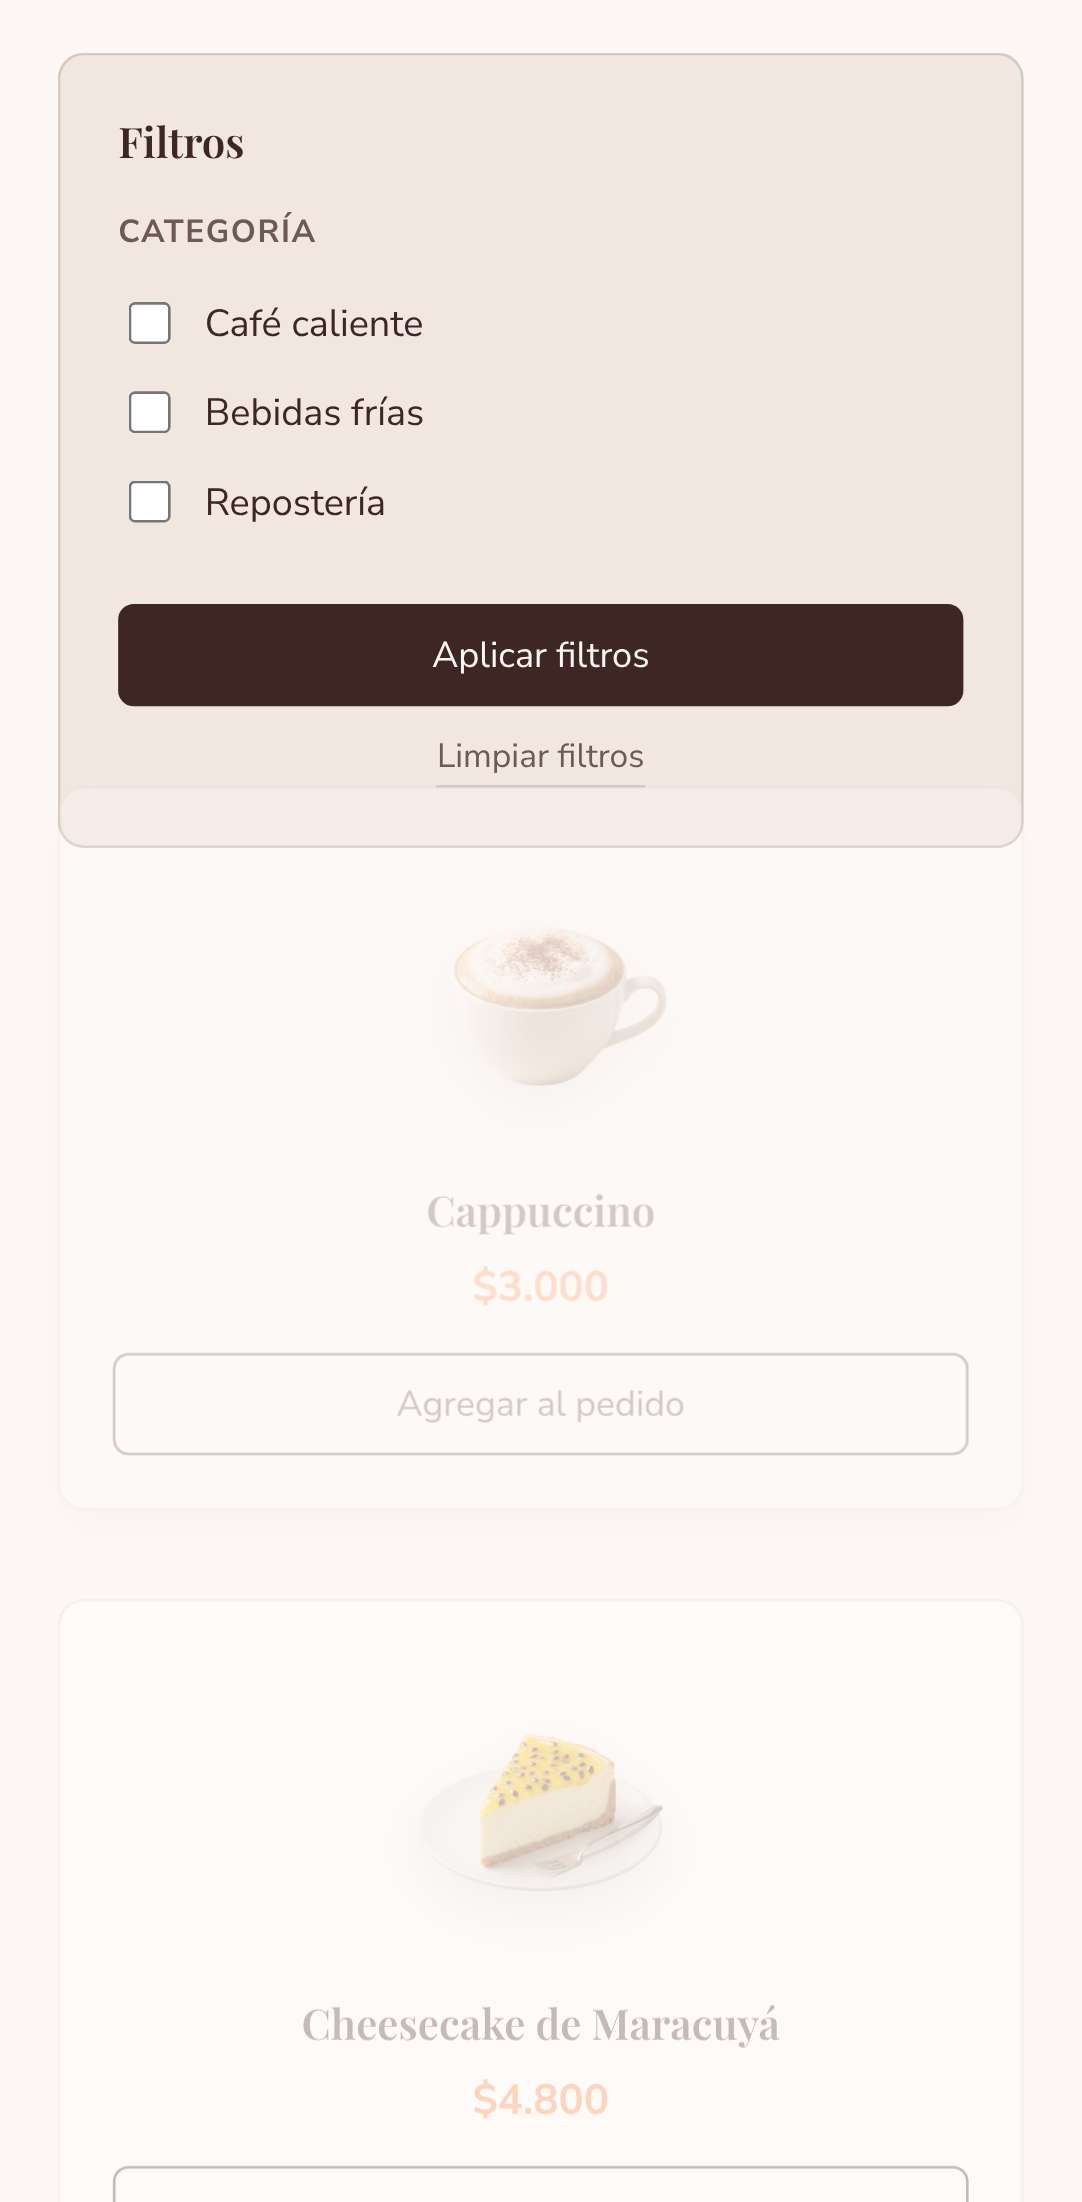 Filtros
CATEGORÍA
Café caliente
Bebidas frías
Repostería
Aplicar filtros
Limpiar filtros
Cappuccino
$3.000
Agregar al pedido
Cheesecake de Maracuyá
$4.800